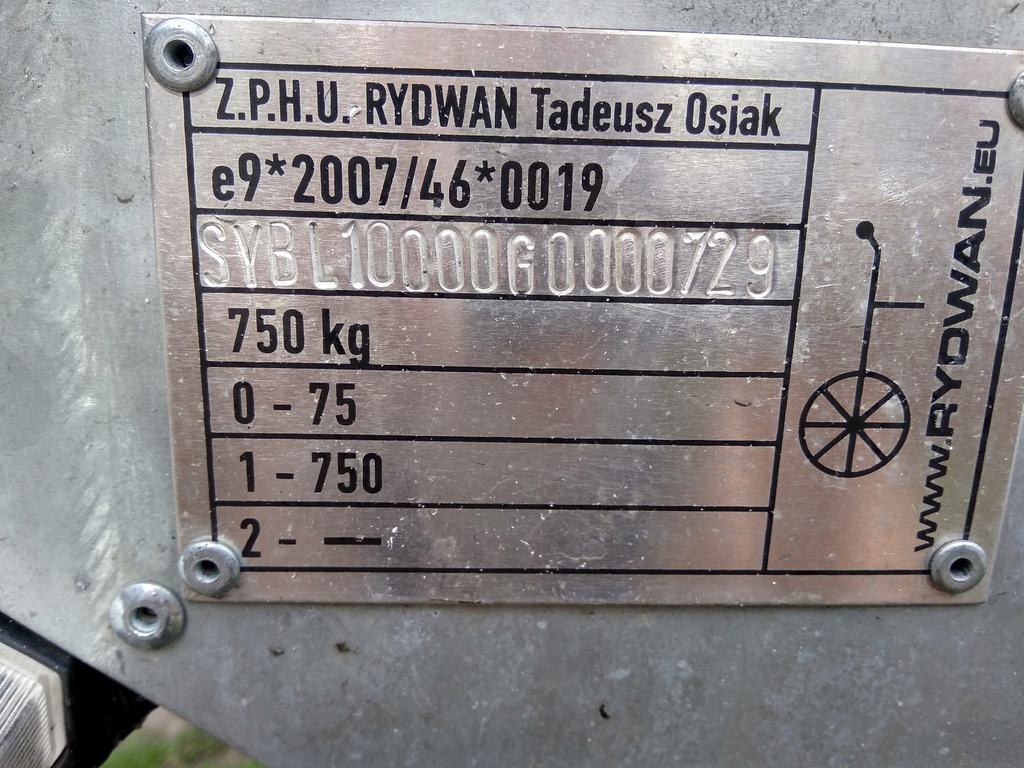 Z.P.H.U. RYDWAN Tadeusz Osiak
e9*2007/46*0019
SYBL10000G0000729
750 kg
0 - 75
1 - 750
2 - —
www.RYDWAN.EU